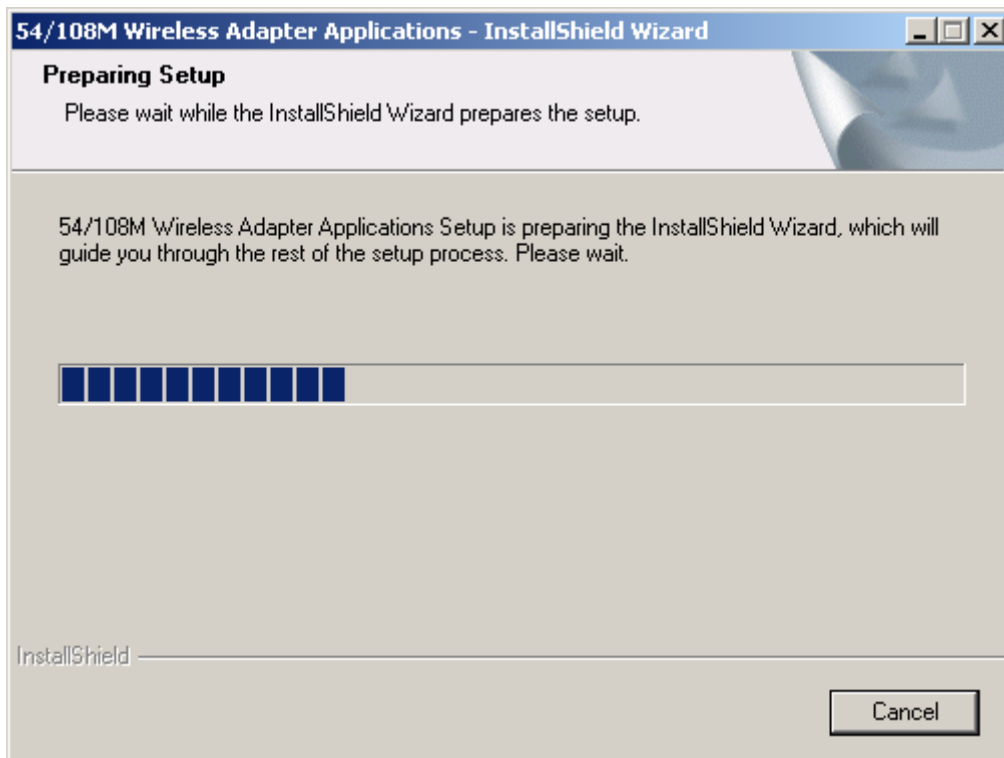 54/108M Wireless Adapter Applications - InstallShield Wizard
Preparing Setup
Please wait while the InstallShield Wizard prepares the setup.
54/108M Wireless Adapter Applications Setup is preparing the InstallShield Wizard, which will
guide you through the rest of the setup process. Please wait.
InstallShield
Cancel